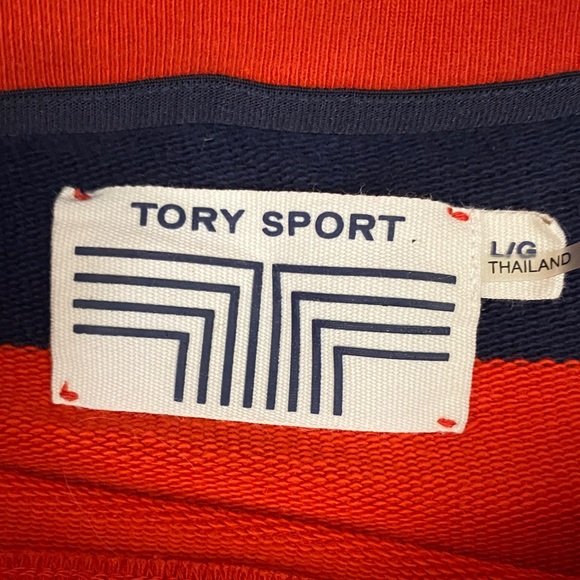 TORY SPORT
L/G
THAILAND